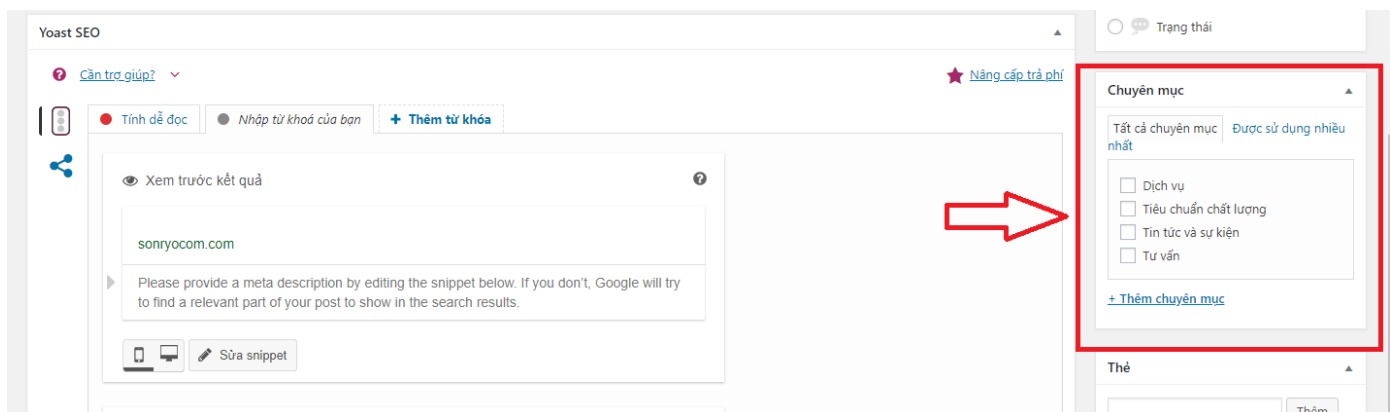 Yoast SEO
Cần trợ giúp?
Nâng cấp trả phí
Tính dễ đọc
Nhập từ khoá của bạn
+ Thêm từ khóa
Xem trước kết quả
sonryocom.com
Please provide a meta description by editing the snippet below. If you don't, Google will try
to find a relevant part of your post to show in the search results.
Sửa snippet
Trạng thái
Chuyên mục
Tất cả chuyên mục
Được sử dụng nhiều
nhất
Dịch vụ
Tiêu chuẩn chất lượng
Tin tức và sự kiện
Tư vấn
+ Thêm chuyên mục
Thẻ
Thêm